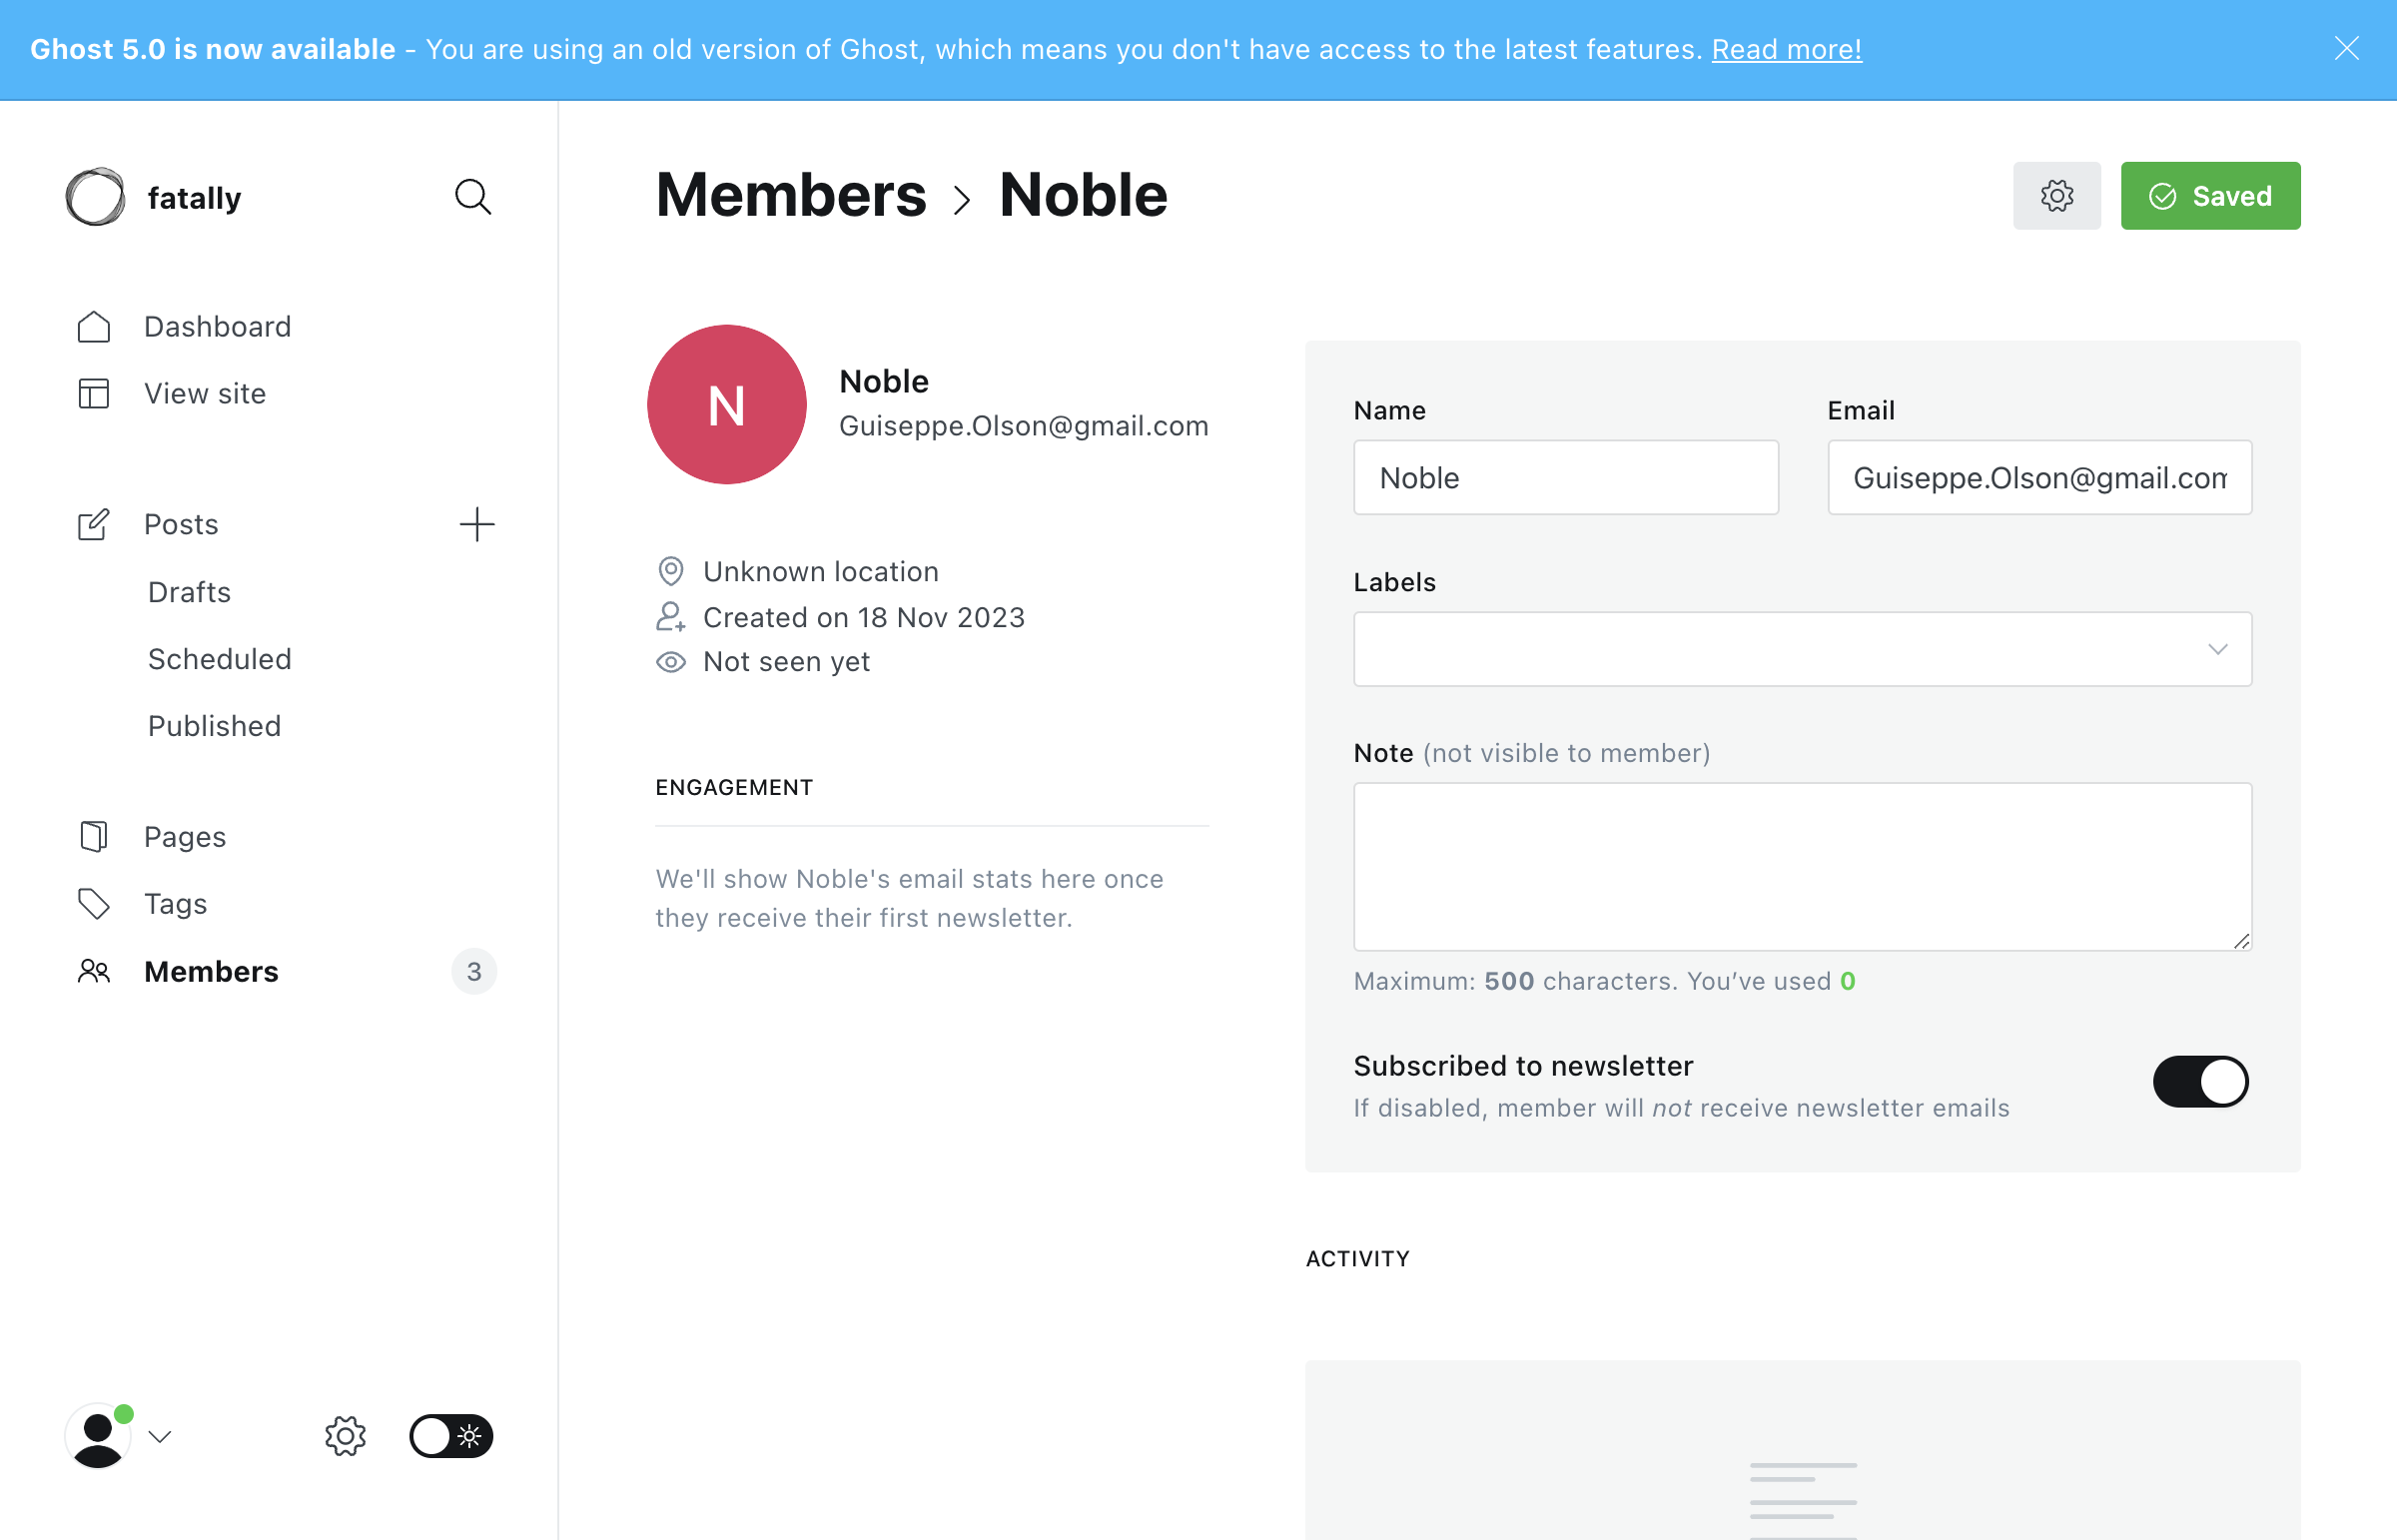 Ghost 5.0 is now available - You are using an old version of Ghost, which means you don't have access to the latest features. Read more!
fatally
Dashboard
View site
Posts
Drafts
Scheduled
Published
Pages
Tags
Members 3
Members > Noble
Saved
N
Noble
Guiseppe.Olson@gmail.com
Unknown location
Created on 18 Nov 2023
Not seen yet
ENGAGEMENT
We'll show Noble's email stats here once
they receive their first newsletter.
Name
Noble
Email
Guiseppe.Olson@gmail.com
Labels
Note (not visible to member)
Maximum: 500 characters. You’ve used 0
Subscribed to newsletter
If disabled, member will not receive newsletter emails
ACTIVITY